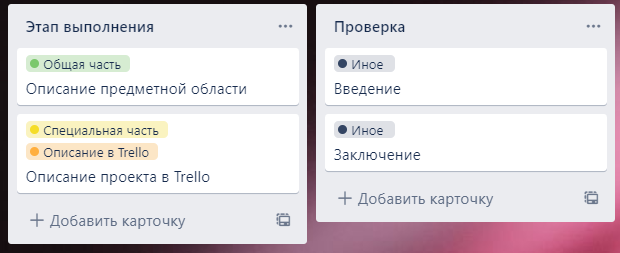 Этап выполнения
Общая часть
Описание предметной области
Специальная часть
Описание в Trello
Описание проекта в Trello
Добавить карточку
Проверка
Иное
Введение
Иное
Заключение
Добавить карточку